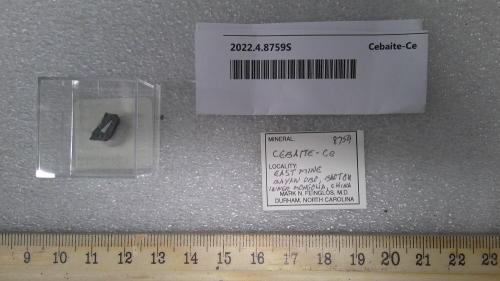 2022.4.8759S Cebaite-Ce
MINERAL: 8759
CEBAITE-Ce
LOCALITY:
EAST MINE
BAYAN OBO, BAOTOU
INNER MONGOLIA, CHINA
MARK N. FEINGLOS, M.D.
DURHAM, NORTH CAROLINA
9 10 11 12 13 14 15 16 17 18 19 20 21 22 23